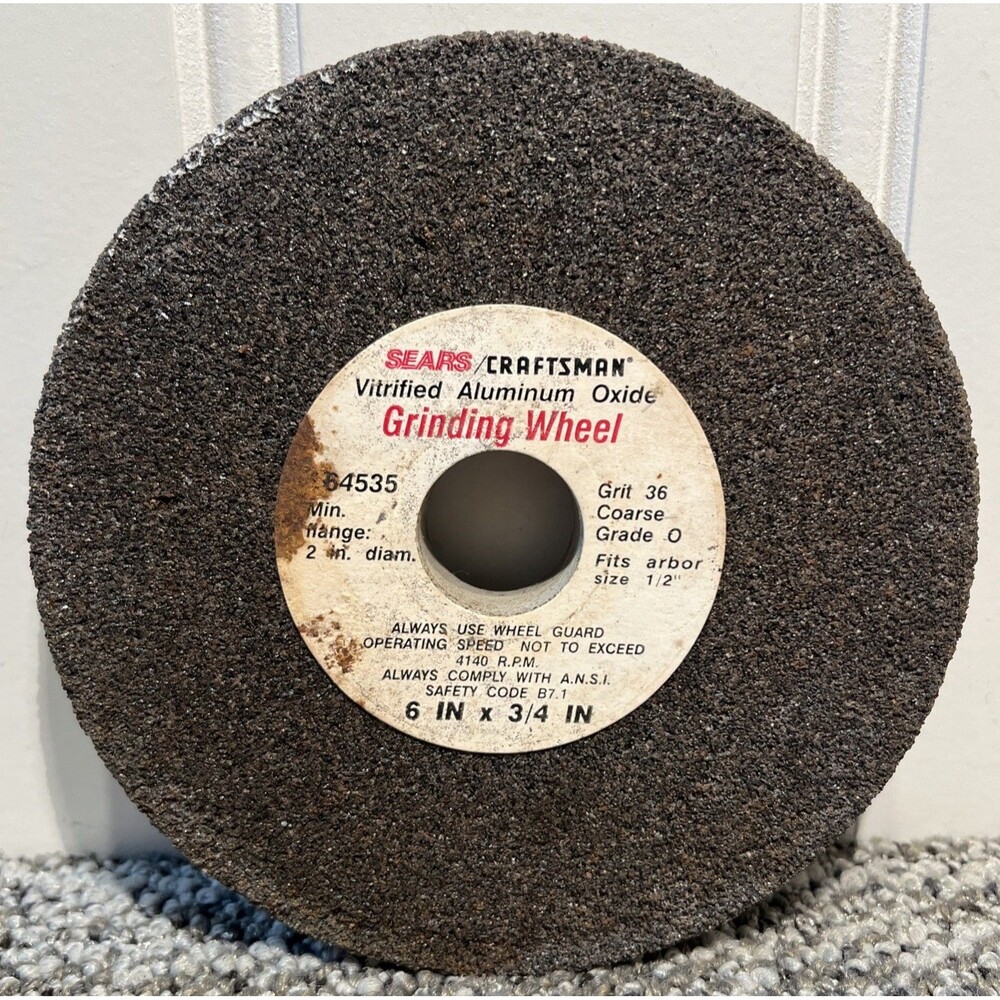 SEARS/CRAFTSMAN®
Vitrified Aluminum Oxide
Grinding Wheel
64535
Min.
flange:
2 in. diam.
Grit 36
Coarse
Grade O
Fits arbor
size 1/2"
ALWAYS USE WHEEL GUARD
OPERATING SPEED NOT TO EXCEED
4140 R.P.M.
ALWAYS COMPLY WITH A.N.S.I.
SAFETY CODE B7.1
6 IN x 3/4 IN